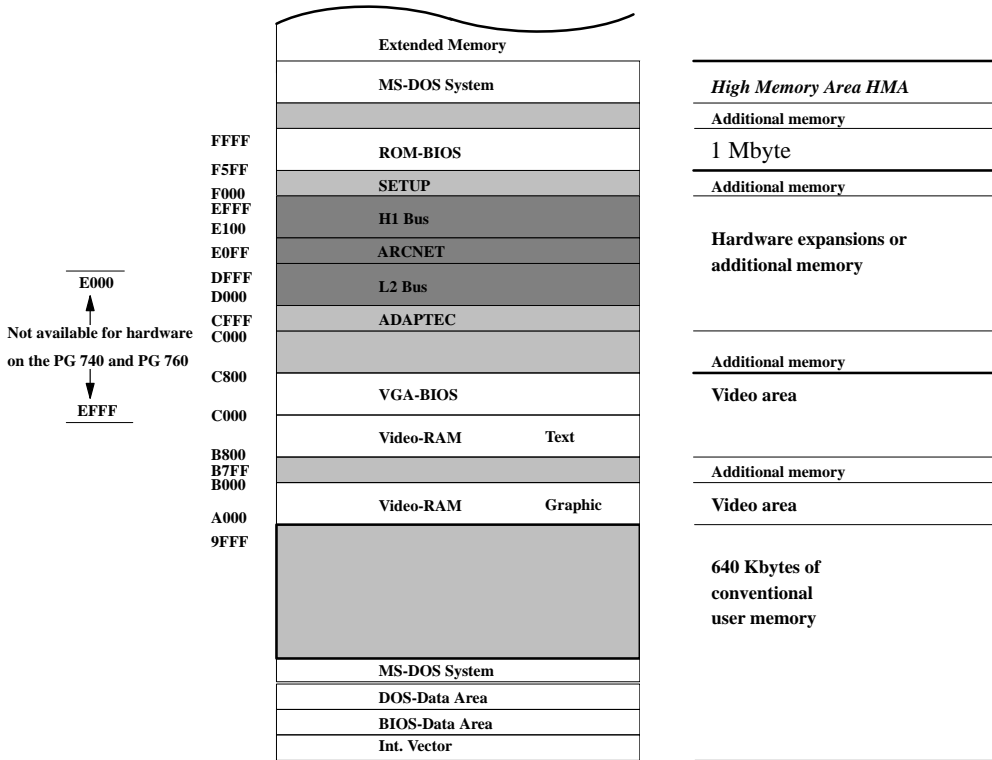 Extended Memory
MS-DOS System
High Memory Area HMA
Additional memory
FFFF
ROM-BIOS
1 Mbyte
F5FF
SETUP
Additional memory
F000
EFFF
H1 Bus
E100
Hardware expansions or
additional memory
E0FF
ARCNET
DFFF
L2 Bus
D000
E000
Not available for hardware
on the PG 740 and PG 760
EFFF
CFFF
ADAPTEC
C000
Additional memory
C800
VGA-BIOS
Video area
C000
Video-RAM Text
B800
B7FF
Additional memory
B000
Video-RAM Graphic
Video area
A000
9FFF
640 Kbytes of
conventional
user memory
MS-DOS System
DOS-Data Area
BIOS-Data Area
Int. Vector